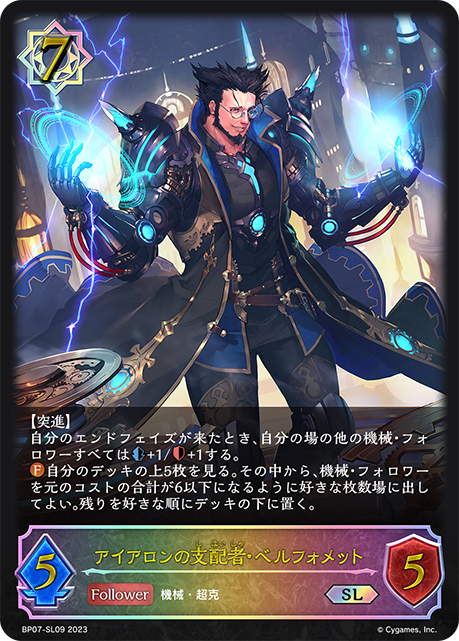 7
【突進】
自分のエンドフェイズが来たとき、自分の場の他の機械・フォ
ロワーすべては+1/+1する。
F 自分のデッキの上5枚を見る。その中から、機械・フォロワー
を元のコストの合計が6以下になるように好きな枚数場に出し
てよい。残りを好きな順にデッキの下に置く。
しはいしゃ
アイアロンの支配者・ベルフォメット
5
5
Follower 機械・超克 SL
BP07-SL09 2023 © Cygames, Inc.